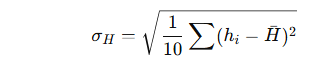 σ_H = √(1/10 ∑(h_i − H̄)²)